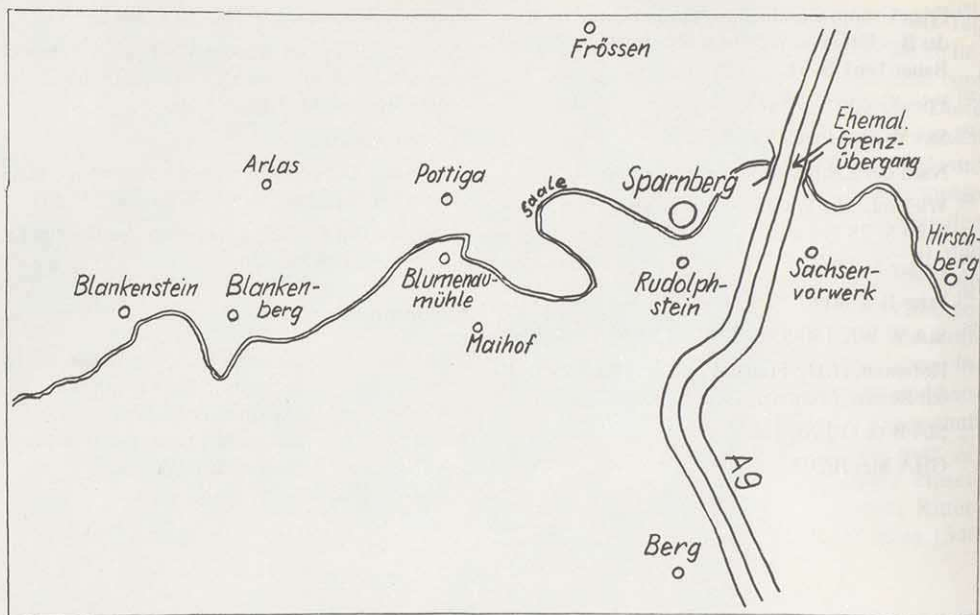 Frössen
Ehemal.
Grenz-
übergang
Arlas
Pottiga
Saale
Sparnberg
Hirsch-
berg
Blankenstein
Blanken-
berg
Blumenau-
mühle
Rudolph-
stein
Sachsen-
vorwerk
Maihof
A9
Berg